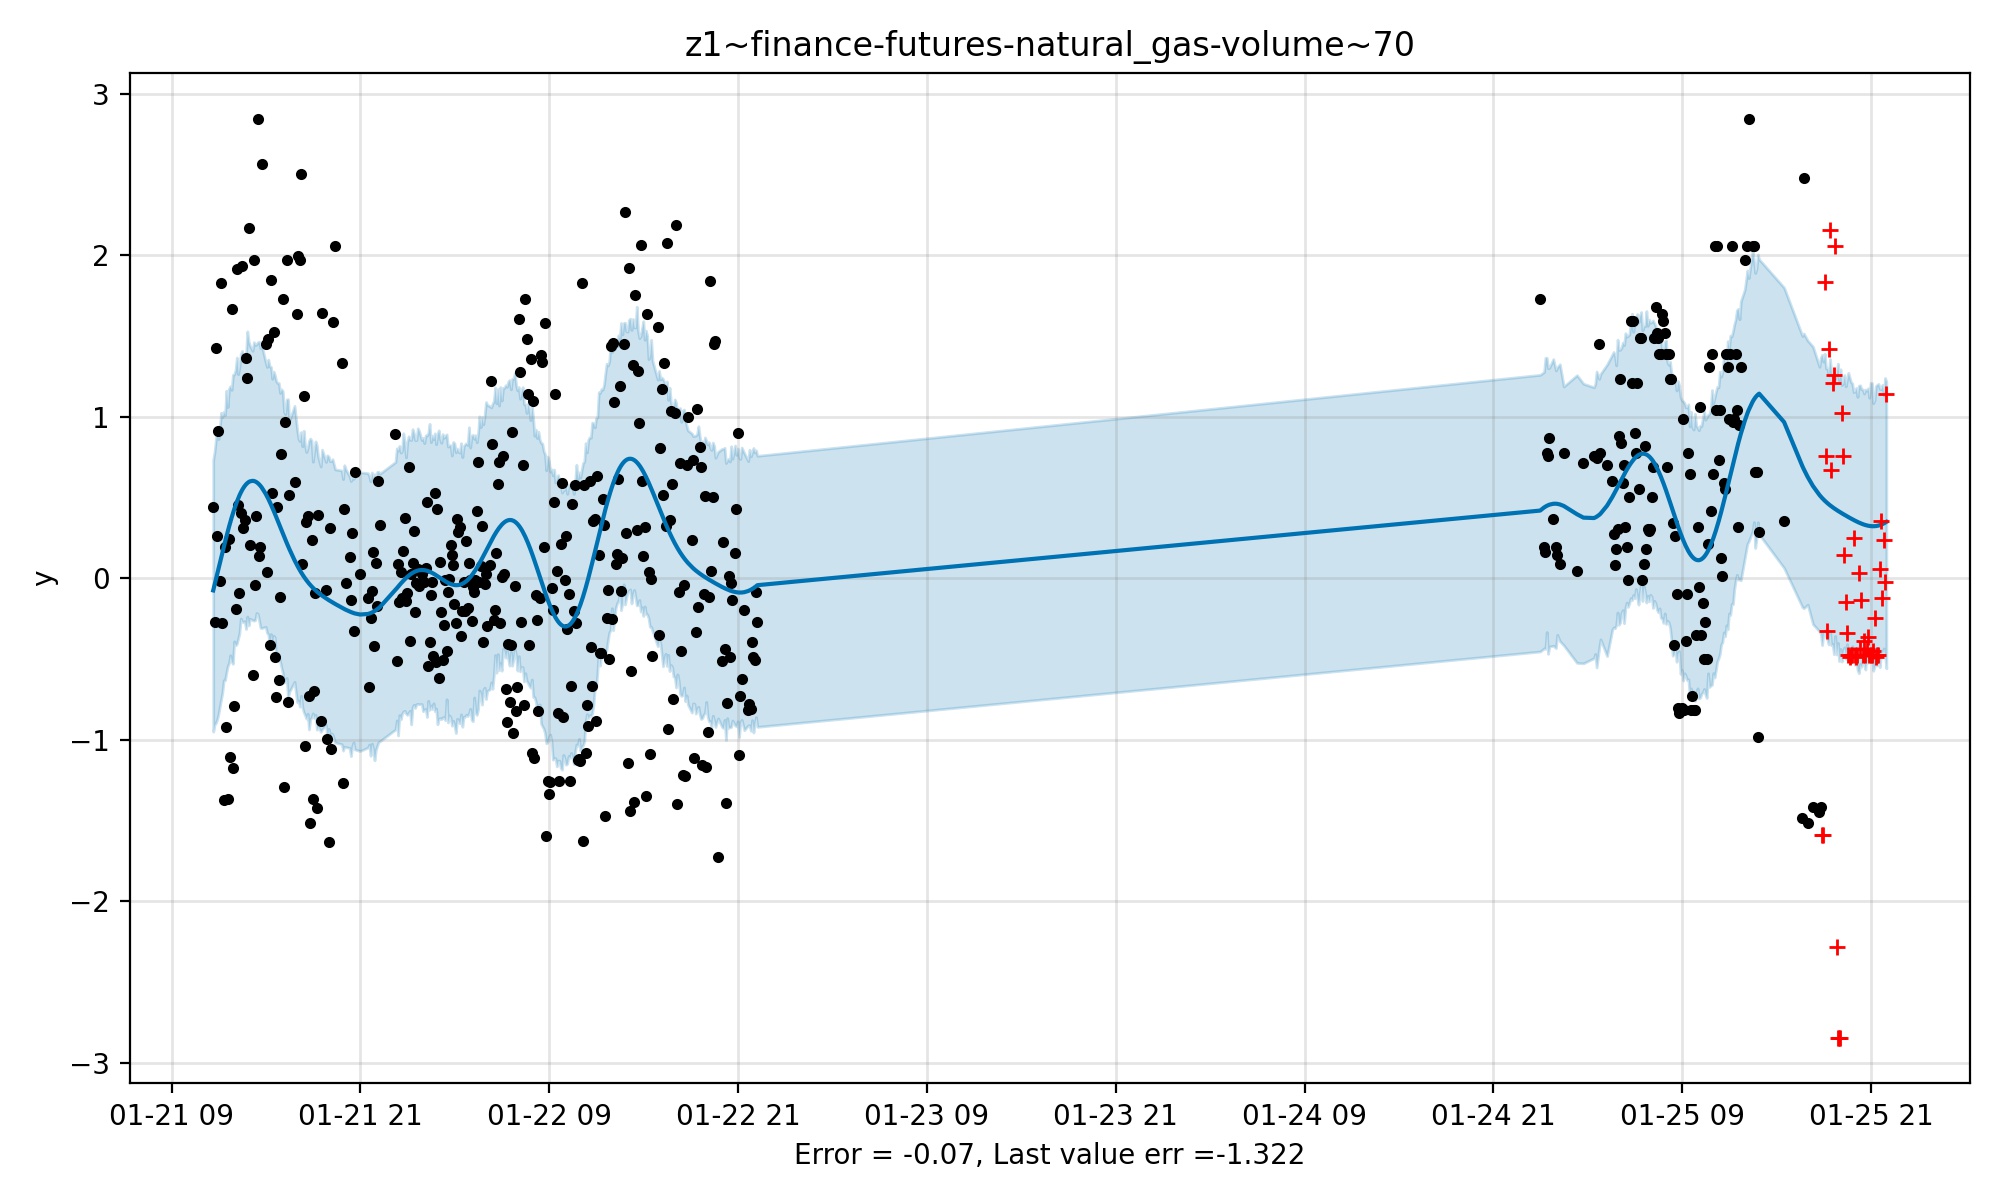 z1~finance-futures-natural_gas-volume~70
3
2
1
0
−1
−2
−3
y
01-21 09 01-21 21 01-22 09 01-22 21 01-23 09 01-23 21 01-24 09 01-24 21 01-25 09 01-25 21
Error = -0.07, Last value err =-1.322